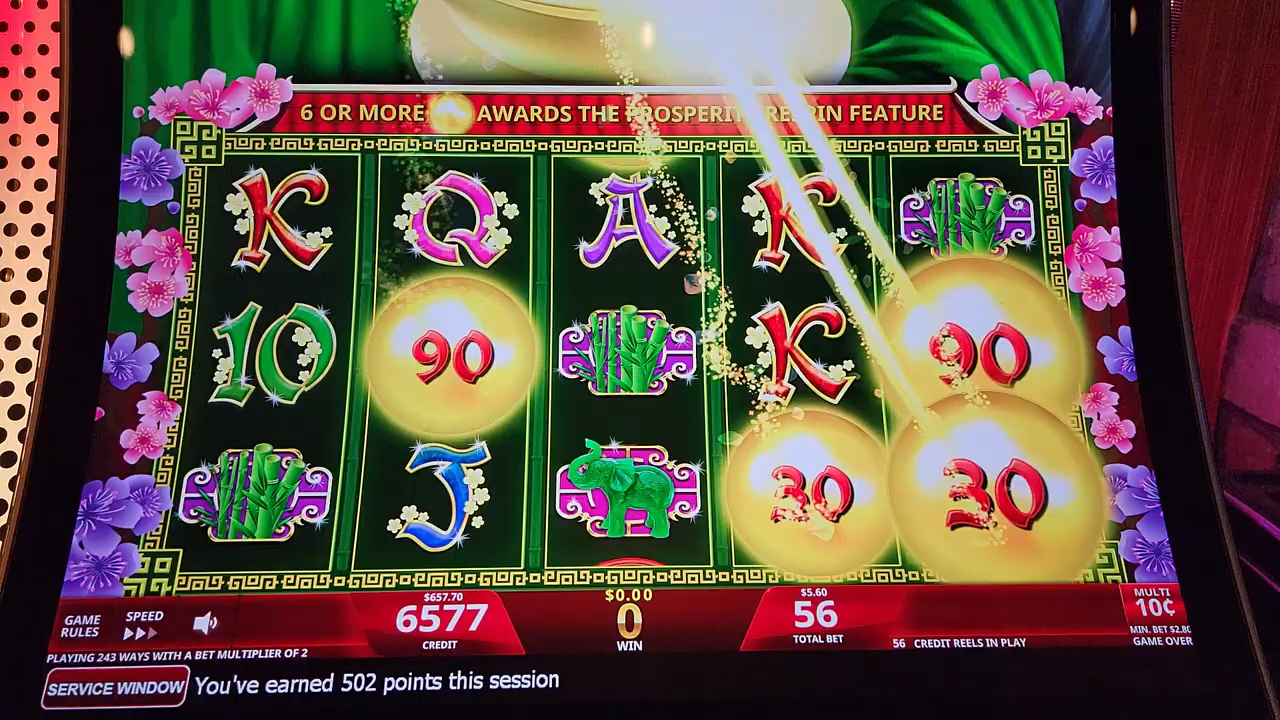 6 OR MORE AWARDS THE PROSPERITY RESPIN FEATURE
K Q A K
10 90 K 90
J 30 30
$657.70 $0.00 $5.60 MULTI
GAME RULES SPEED 6577 0 56 10¢
CREDIT WIN TOTAL BET 56 CREDIT REELS IN PLAY MIN. BET $2.80
GAME OVER
PLAYING 243 WAYS WITH A BET MULTIPLIER OF 2
SERVICE WINDOW You've earned 502 points this session